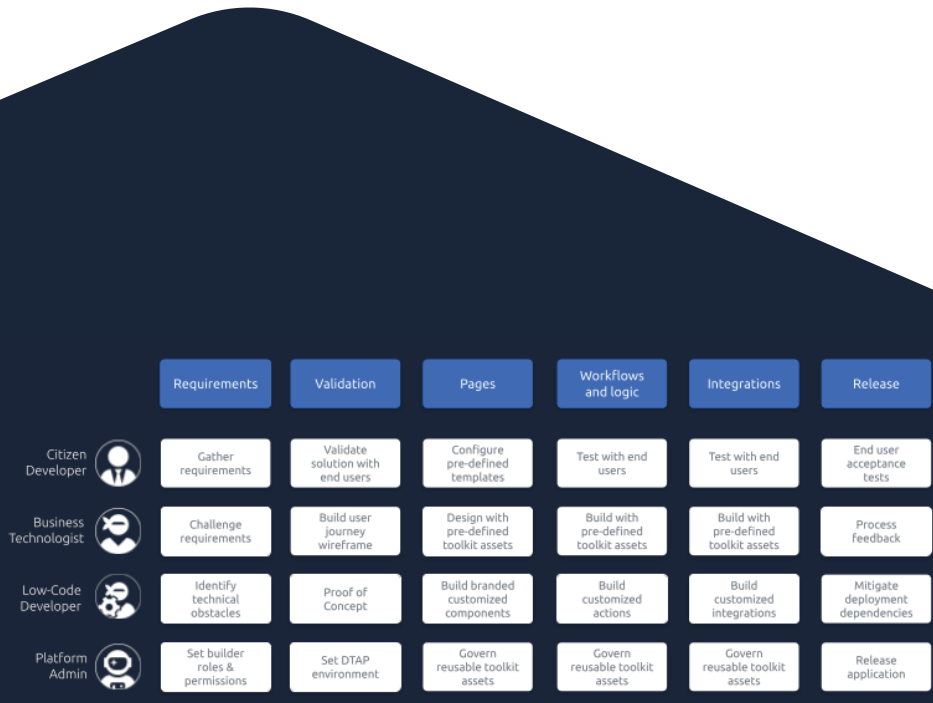 Requirements
Validation
Pages
Workflows
and logic
Integrations
Release
Citizen
Developer
Gather
requirements
Validate
solution with
end users
Configure
pre-defined
templates
Test with end
users
Test with end
users
End user
acceptance
tests
Business
Technologist
Challenge
requirements
Build user
journey
wireframe
Design with
pre-defined
toolkit assets
Build with
pre-defined
toolkit assets
Build with
pre-defined
toolkit assets
Process
feedback
Low-Code
Developer
Identify
technical
obstacles
Proof of
Concept
Build branded
customized
components
Build
customized
actions
Build
customized
integrations
Mitigate
deployment
dependencies
Platform
Admin
Set builder
roles &
permissions
Set DTAP
environment
Govern
reusable toolkit
assets
Govern
reusable toolkit
assets
Govern
reusable toolkit
assets
Release
application